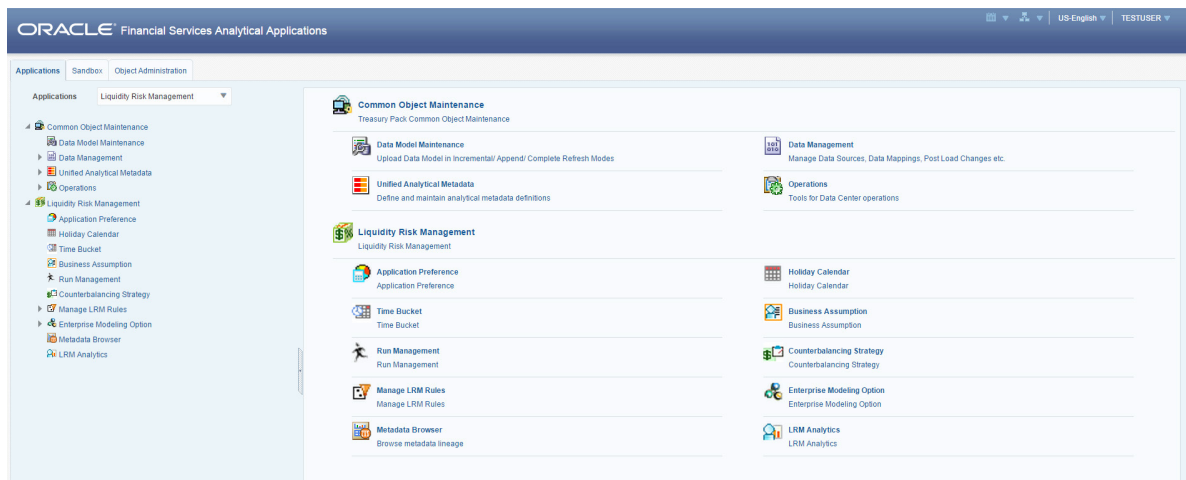 ORACLE Financial Services Analytical Applications
US-English TESTUSER
Applications Sandbox Object Administration
Applications Liquidity Risk Management
Common Object Maintenance
Data Model Maintenance
Data Management
Unified Analytical Metadata
Operations
Liquidity Risk Management
Application Preference
Holiday Calendar
Time Bucket
Business Assumption
Run Management
Counterbalancing Strategy
Manage LRM Rules
Enterprise Modeling Option
Metadata Browser
LRM Analytics
Common Object Maintenance
Treasury Pack Common Object Maintenance
Data Model Maintenance
Upload Data Model in Incremental/ Append/ Complete Refresh Modes
Data Management
Manage Data Sources, Data Mappings, Post Load Changes etc.
Unified Analytical Metadata
Define and maintain analytical metadata definitions
Operations
Tools for Data Center operations
Liquidity Risk Management
Liquidity Risk Management
Application Preference
Application Preference
Holiday Calendar
Holiday Calendar
Time Bucket
Time Bucket
Business Assumption
Business Assumption
Run Management
Run Management
Counterbalancing Strategy
Counterbalancing Strategy
Manage LRM Rules
Manage LRM Rules
Enterprise Modeling Option
Enterprise Modeling Option
Metadata Browser
Browse metadata lineage
LRM Analytics
LRM Analytics